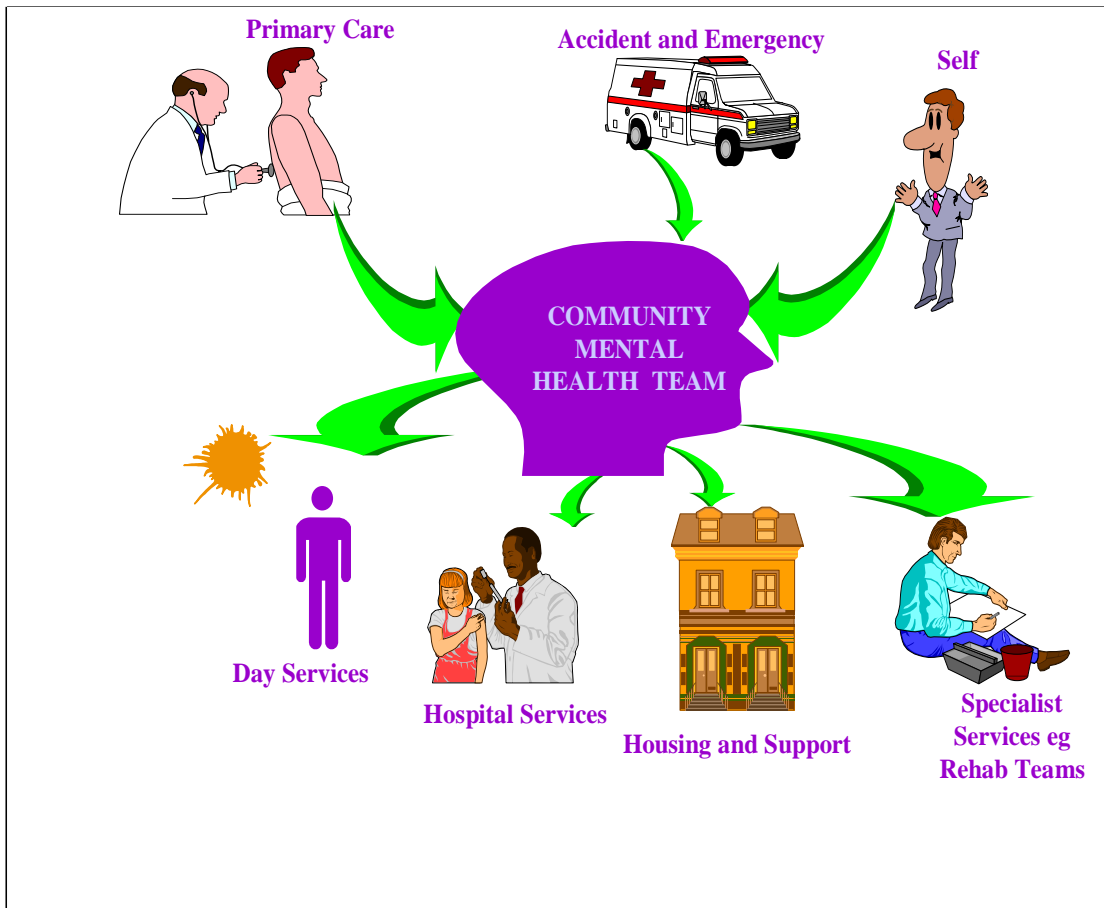 Primary Care
Accident and Emergency
Self
COMMUNITY
MENTAL
HEALTH TEAM
Day Services
Hospital Services
Housing and Support
Specialist
Services eg
Rehab Teams